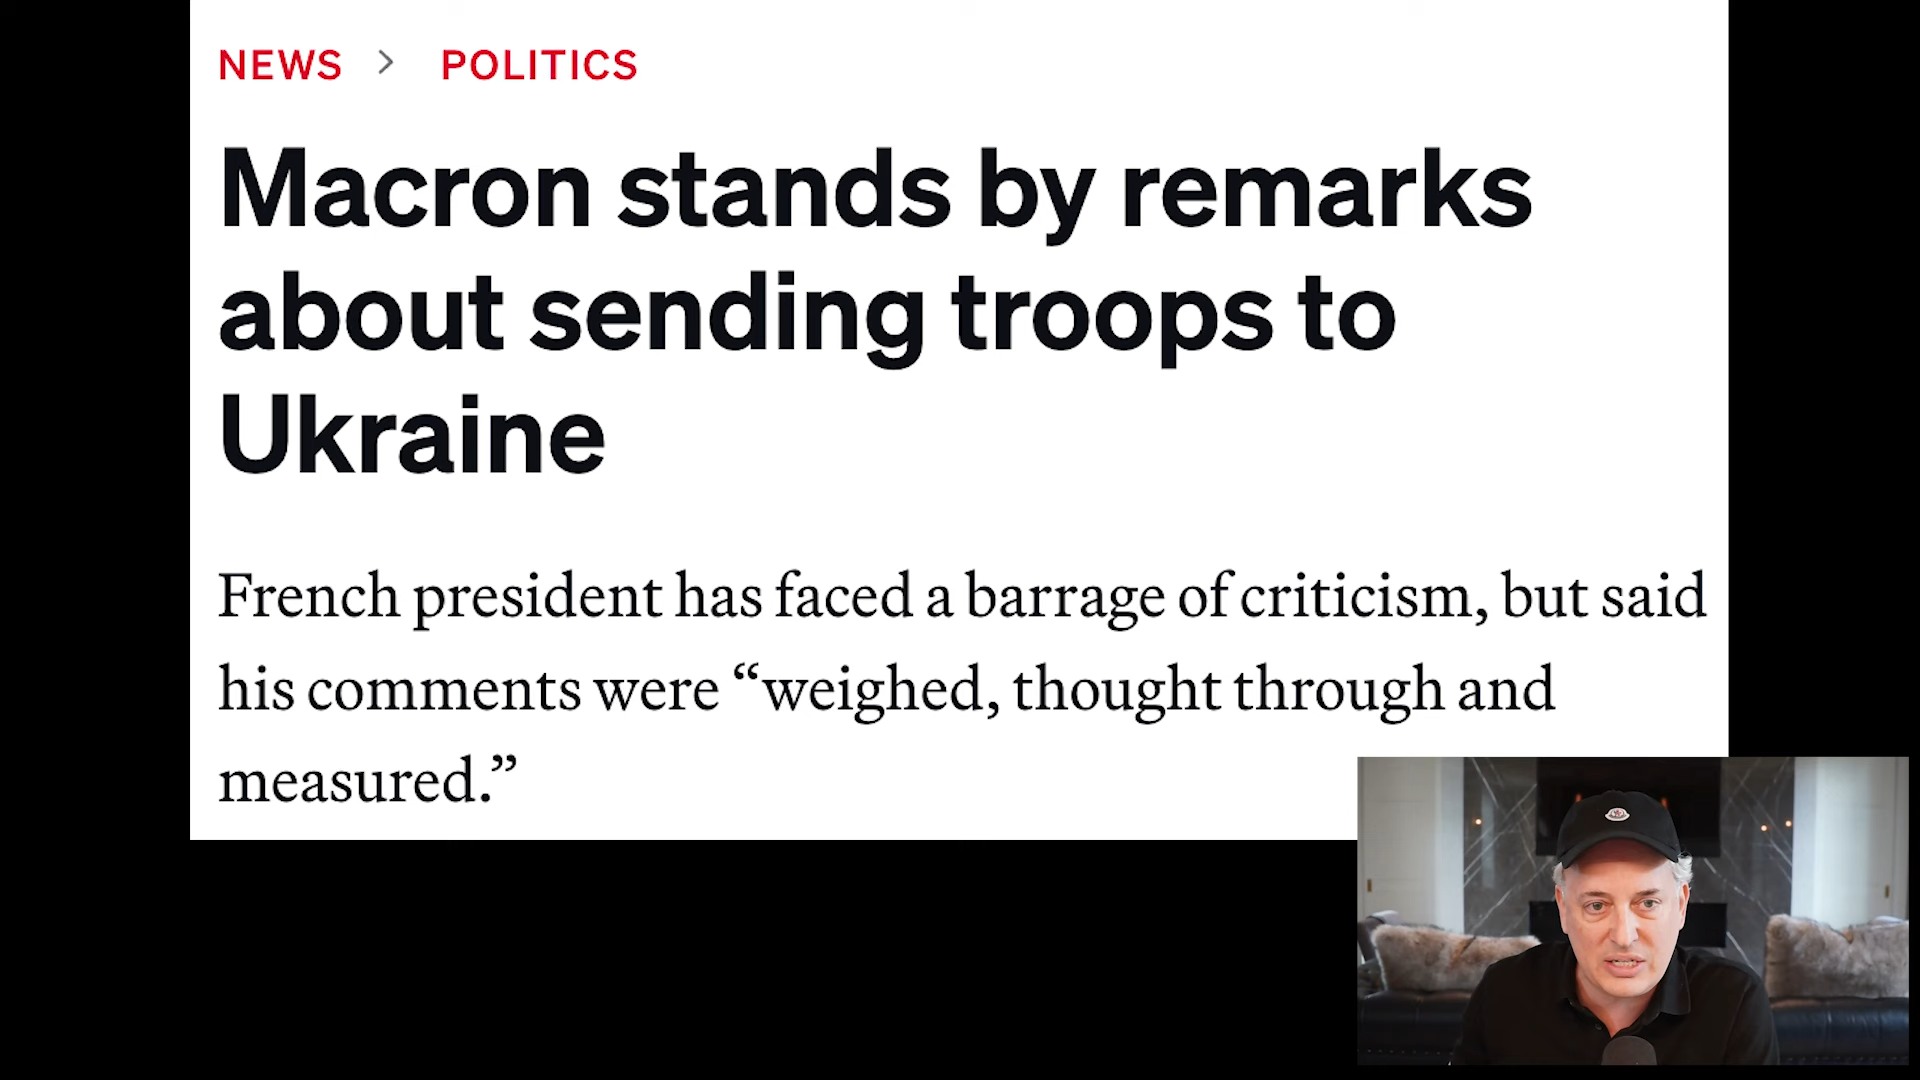 NEWS > POLITICS
Macron stands by remarks
about sending troops to
Ukraine
French president has faced a barrage of criticism, but said
his comments were “weighed, thought through and
measured.”